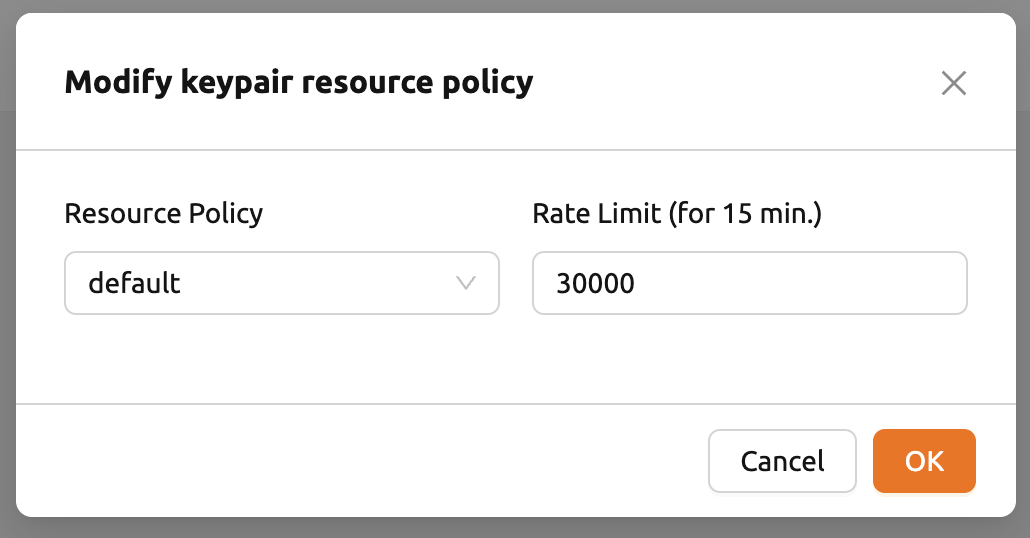 Modify keypair resource policy
Resource Policy
Rate Limit (for 15 min.)
default
30000
Cancel
OK